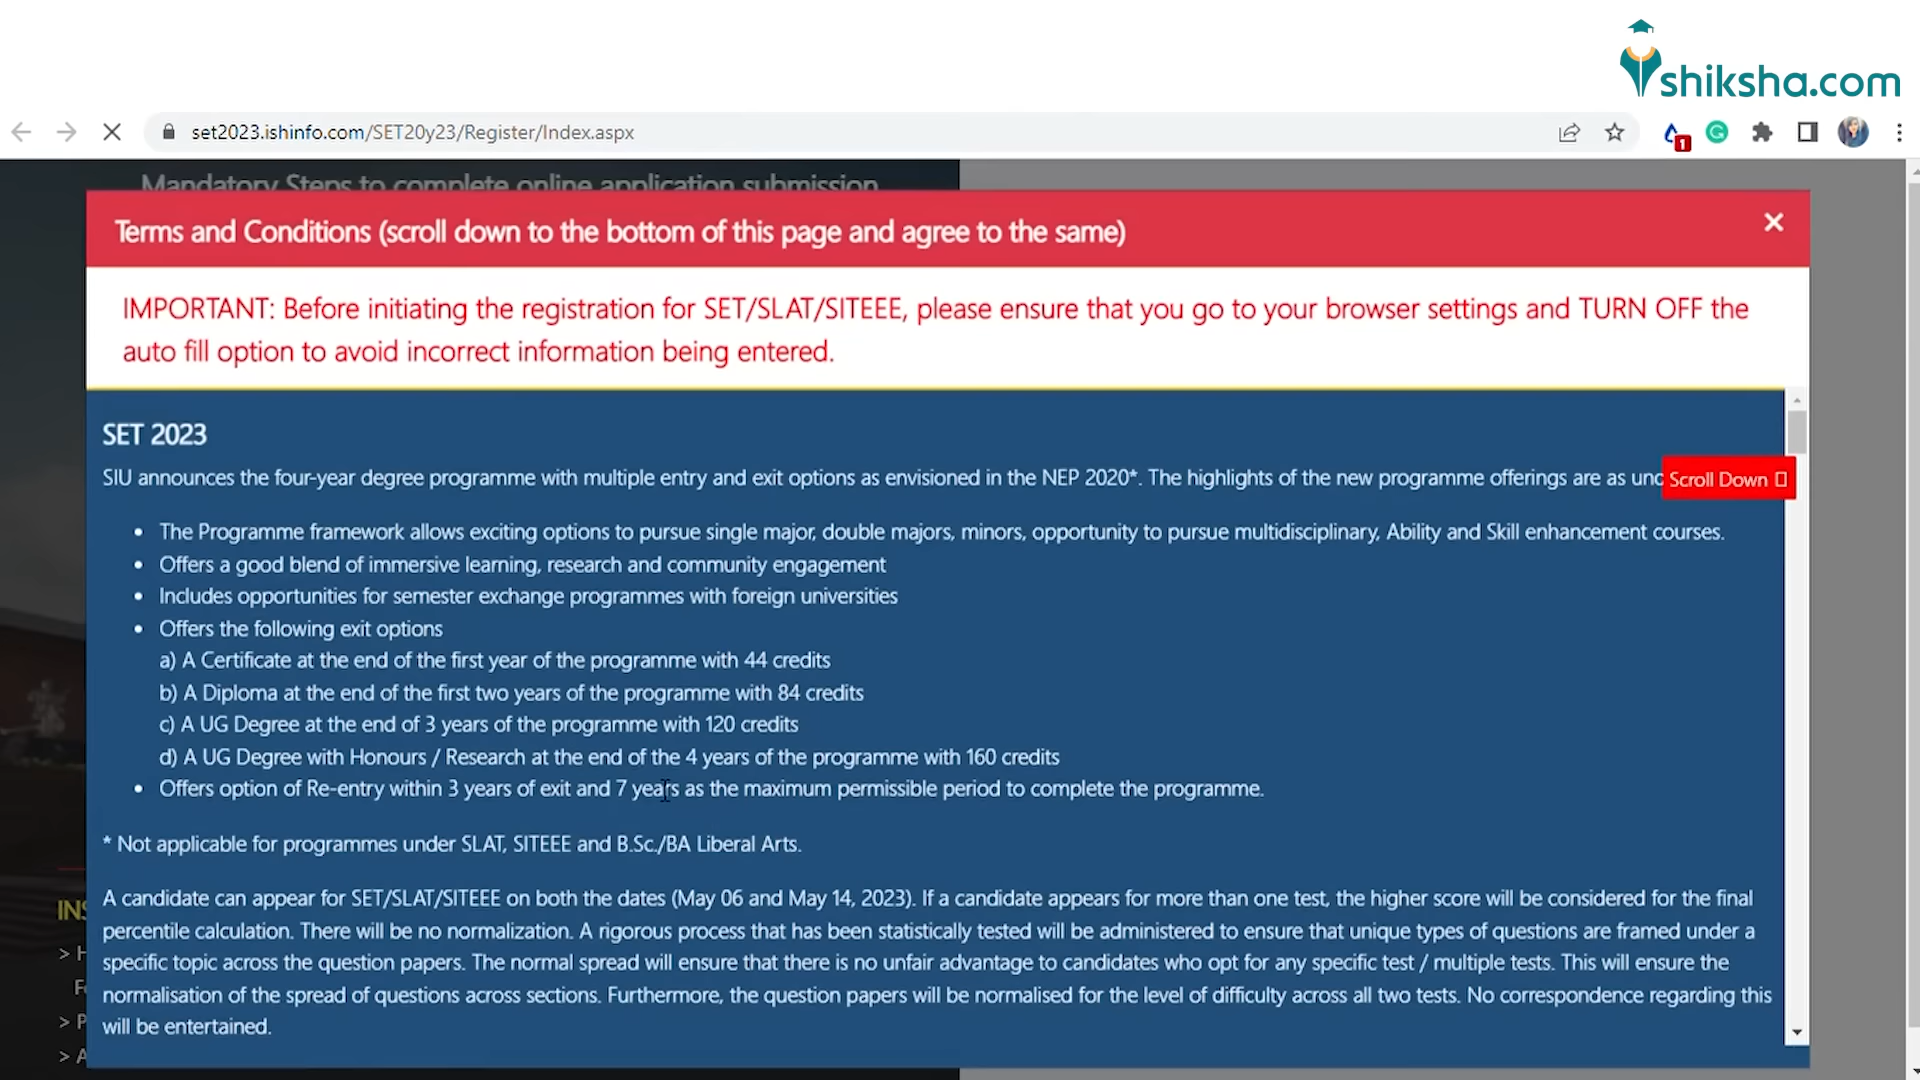 shiksha.com
set2023.ishinfo.com/SET20y23/Register/Index.aspx
1
Mandatory Steps to complete online application submission
Terms and Conditions (scroll down to the bottom of this page and agree to the same)
IMPORTANT: Before initiating the registration for SET/SLAT/SITEEE, please ensure that you go to your browser settings and TURN OFF the
auto fill option to avoid incorrect information being entered.
SET 2023
SIU announces the four-year degree programme with multiple entry and exit options as envisioned in the NEP 2020*. The highlights of the new programme offerings are as
Scroll Down
• The Programme framework allows exciting options to pursue single major, double majors, minors, opportunity to pursue multidisciplinary, Ability and Skill enhancement courses.
• Offers a good blend of immersive learning, research and community engagement
• Includes opportunities for semester exchange programmes with foreign universities
• Offers the following exit options
a) A Certificate at the end of the first year of the programme with 44 credits
b) A Diploma at the end of the first two years of the programme with 84 credits
c) A UG Degree at the end of 3 years of the programme with 120 credits
d) A UG Degree with Honours / Research at the end of the 4 years of the programme with 160 credits
• Offers option of Re-entry within 3 years of exit and 7 years as the maximum permissible period to complete the programme.
* Not applicable for programmes under SLAT, SITEEE and B.Sc./BA Liberal Arts.
A candidate can appear for SET/SLAT/SITEEE on both the dates (May 06 and May 14, 2023). If a candidate appears for more than one test, the higher score will be considered for the final
percentile calculation. There will be no normalization. A rigorous process that has been statistically tested will be administered to ensure that unique types of questions are framed under a
specific topic across the question papers. The normal spread will ensure that there is no unfair advantage to candidates who opt for any specific test / multiple tests. This will ensure the
normalisation of the spread of questions across sections. Furthermore, the question papers will be normalised for the level of difficulty across all two tests. No correspondence regarding this
will be entertained.